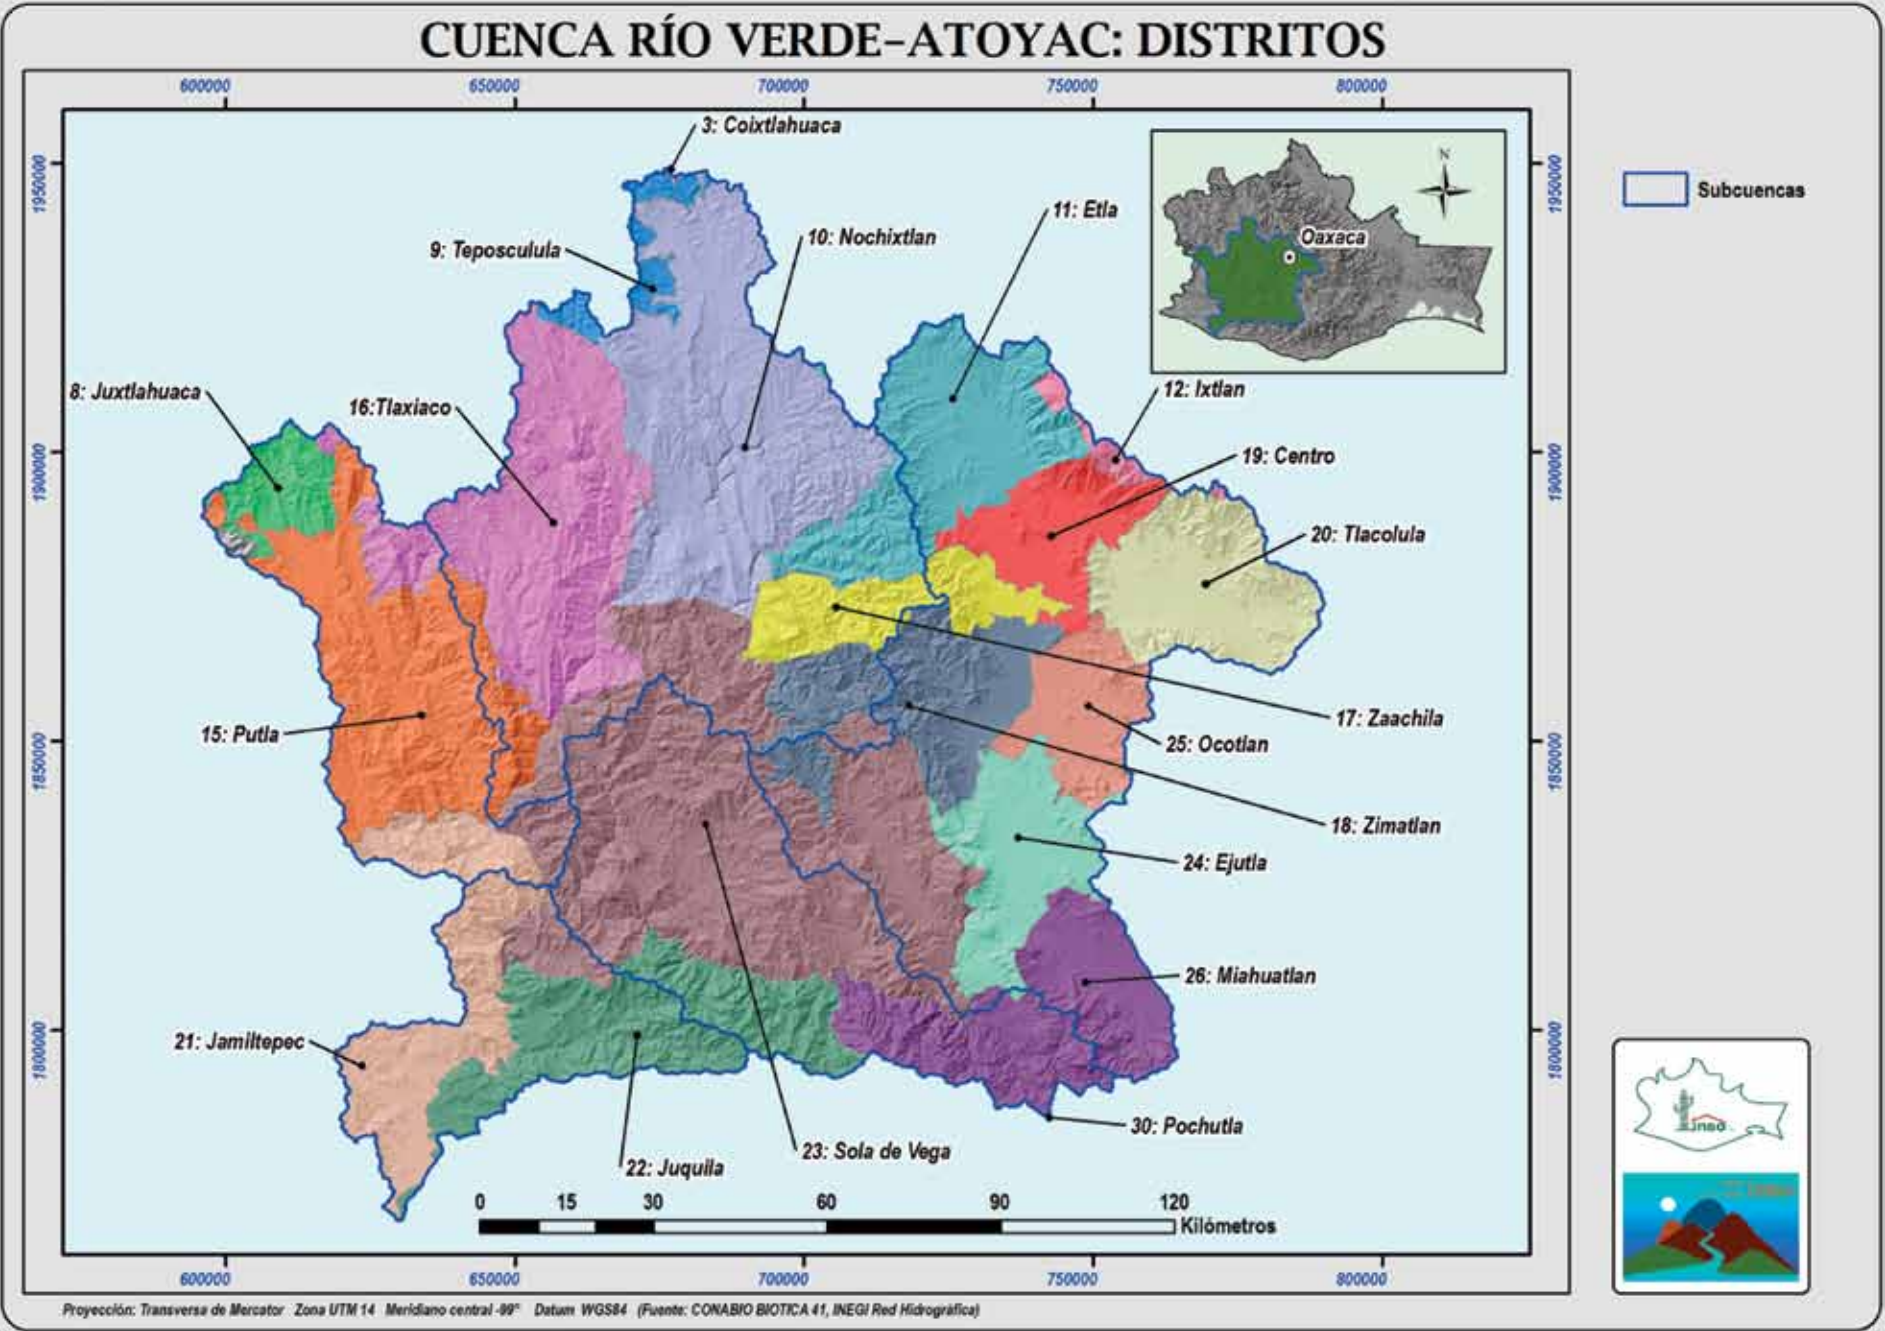 CUENCA RÍO VERDE-ATOYAC: DISTRITOS
600000 650000 700000 750000 800000
3: Coixtlahuaca
N
1950000
1950000
Subcuencas
11: Etla
10: Nochixtlan
Oaxaca
9: Teposculula
8: Juxtlahuaca
16:Tlaxiaco
12: Ixtlan
1900000
1900000
19: Centro
20: Tlacolula
15: Putla
17: Zaachila
25: Ocotlan
1850000
1850000
18: Zimatlan
24: Ejutla
26: Miahuatlan
21: Jamiltepec
1800000
1800000
30: Pochutla
23: Sola de Vega
22: Juquila
0 15 30 60 90 120
Kilómetros
600000 650000 700000 750000 800000
Proyección: Transversa de Mercator Zona UTM 14 Meridiano central -99° Datum WGS84 (Fuente: CONABIO BIOTICA 41, INEGI Red Hidrográfica)